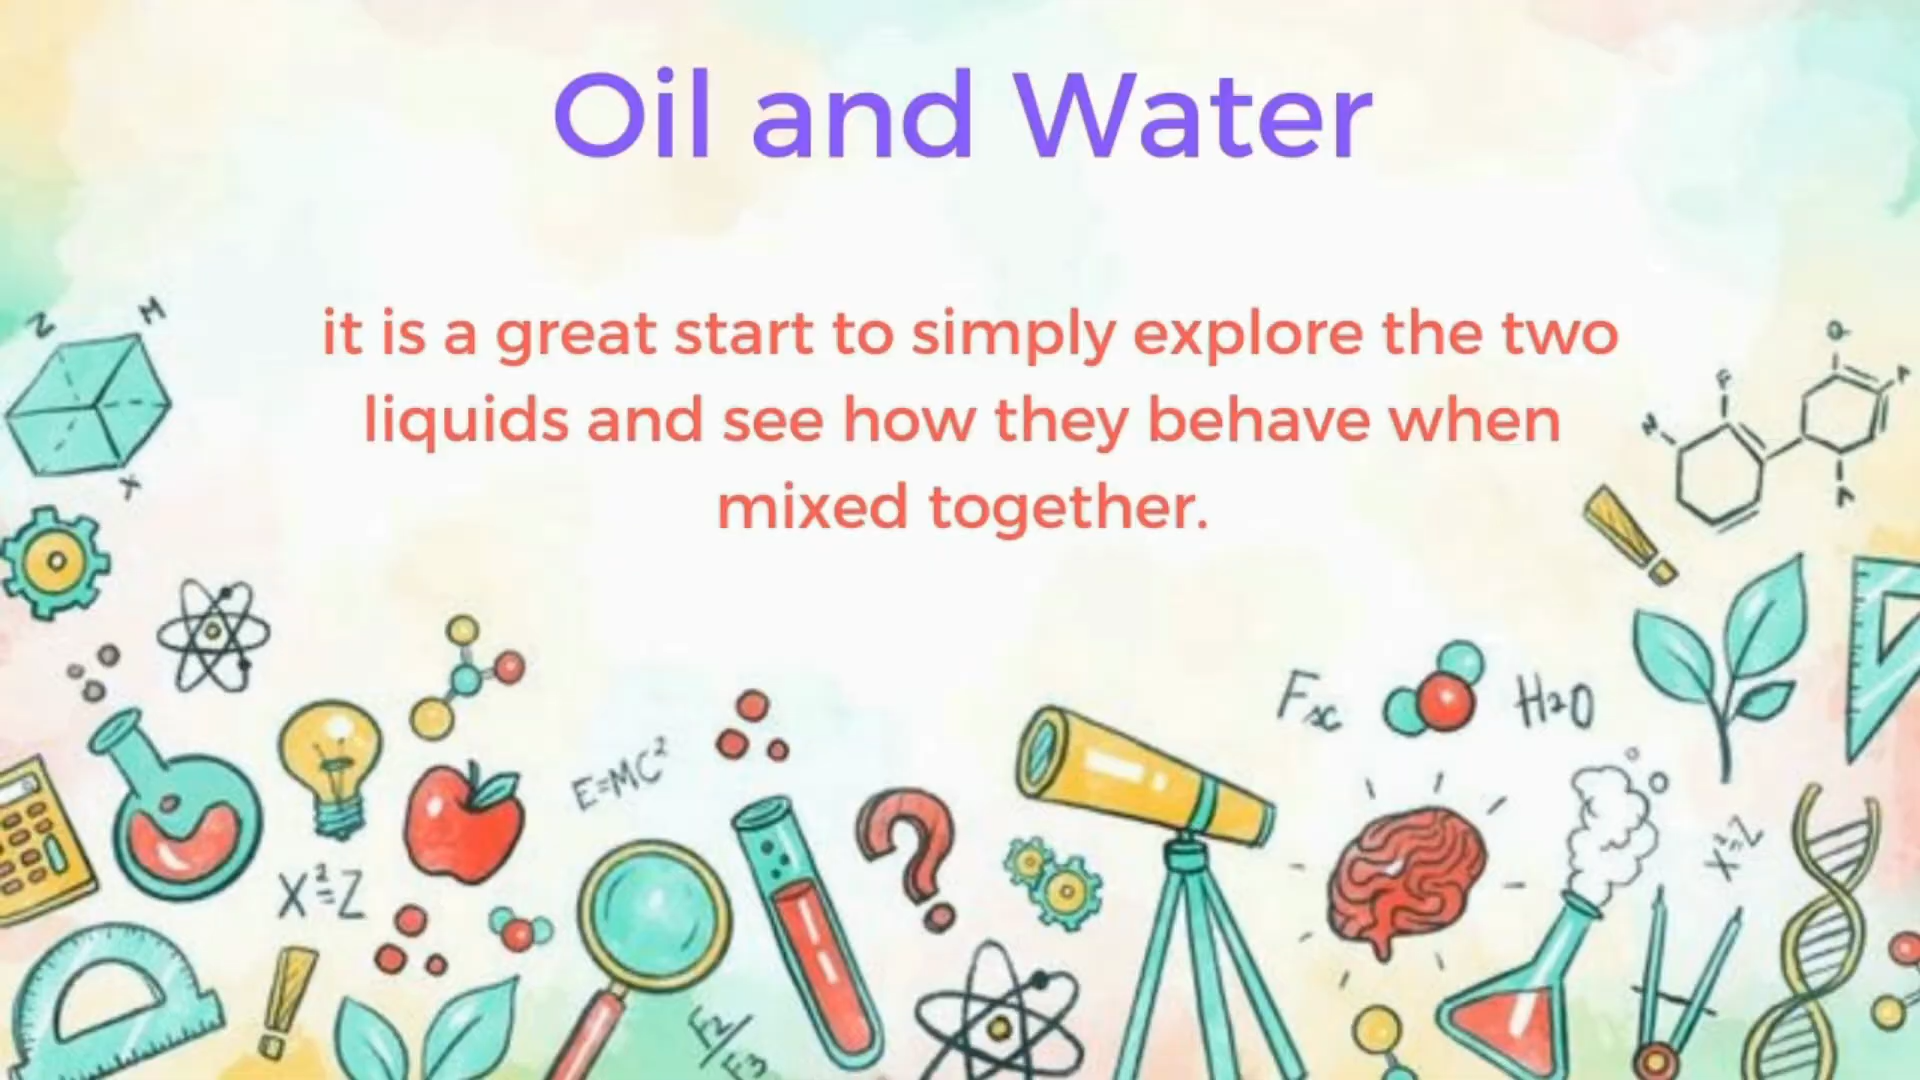 Oil and Water
it is a great start to simply explore the two
liquids and see how they behave when
mixed together.
Z
M
X
E=MC²
X²=Z
H2O
X²=Z